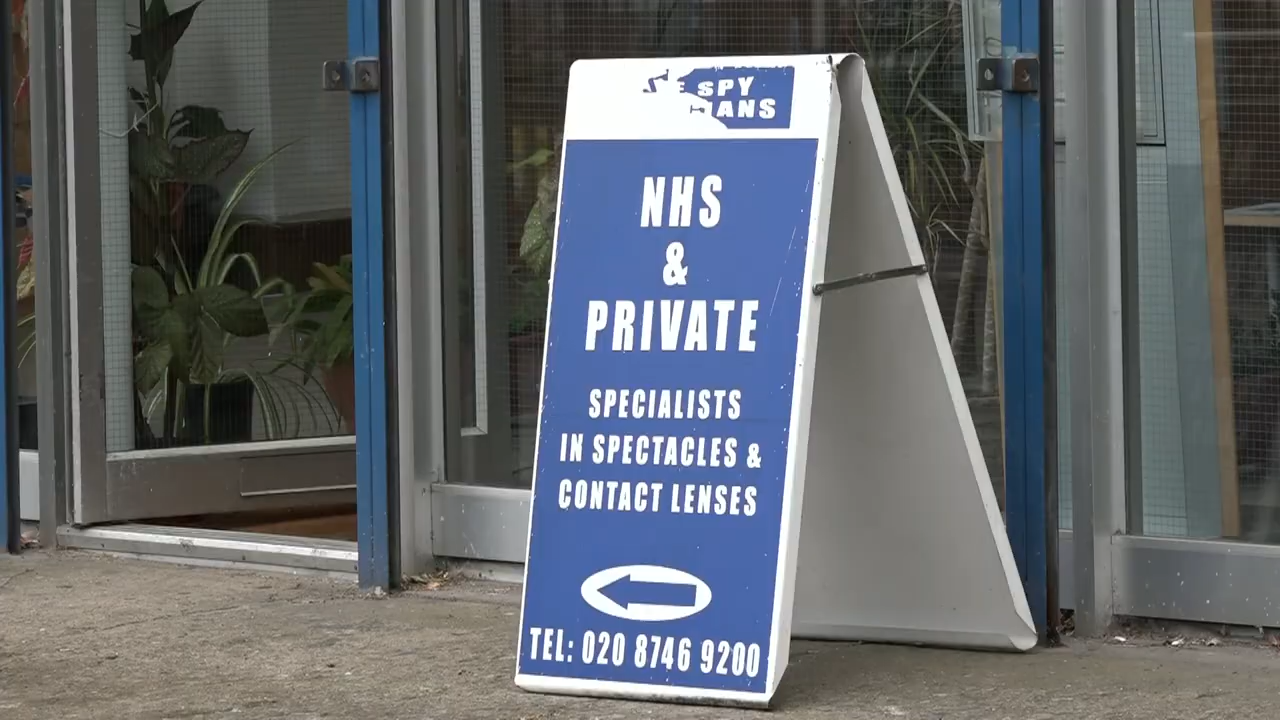 SPY
NHS
&
PRIVATE
SPECIALISTS
IN SPECTACLES &
CONTACT LENSES
TEL: 020 8746 9200